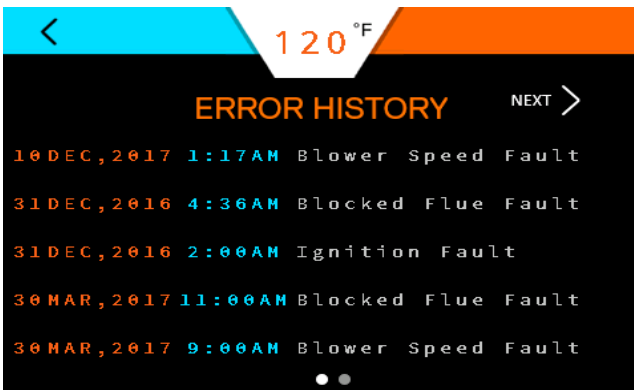 120°F
ERROR HISTORY
NEXT
10DEC,2017 1:17AM Blower Speed Fault
31DEC,2016 4:36AM Blocked Flue Fault
31DEC,2016 2:00AM Ignition Fault
30MAR,2017 11:00AM Blocked Flue Fault
30MAR,2017 9:00AM Blower Speed Fault